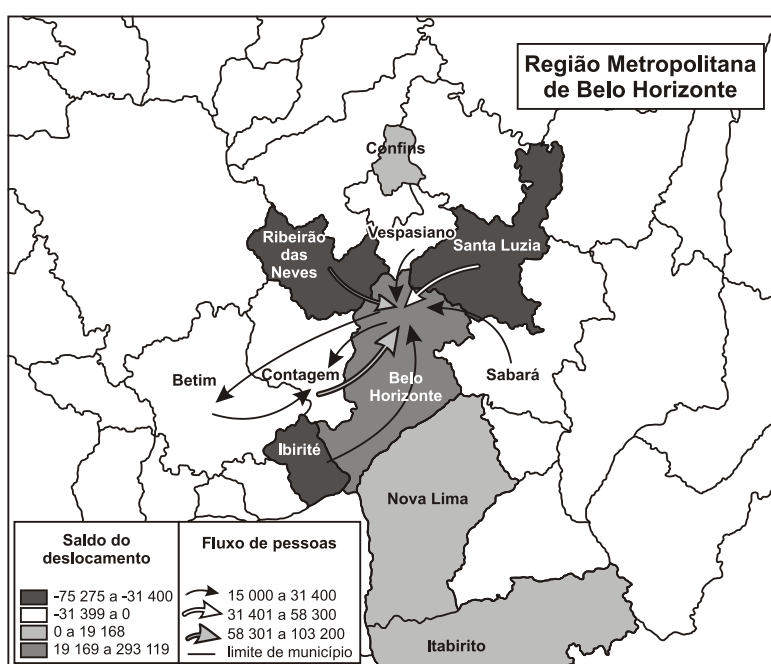 Região Metropolitana
de Belo Horizonte
Confins
Vespasiano
Ribeirão
das
Neves
Santa Luzia
Betim
Contagem
Belo
Horizonte
Sabará
Ibirité
Nova Lima
Itabirito
Saldo do
deslocamento
-75 275 a -31 400
-31 399 a 0
0 a 19 168
19 169 a 293 119
Fluxo de pessoas
15 000 a 31 400
31 401 a 58 300
58 301 a 103 200
limite de município